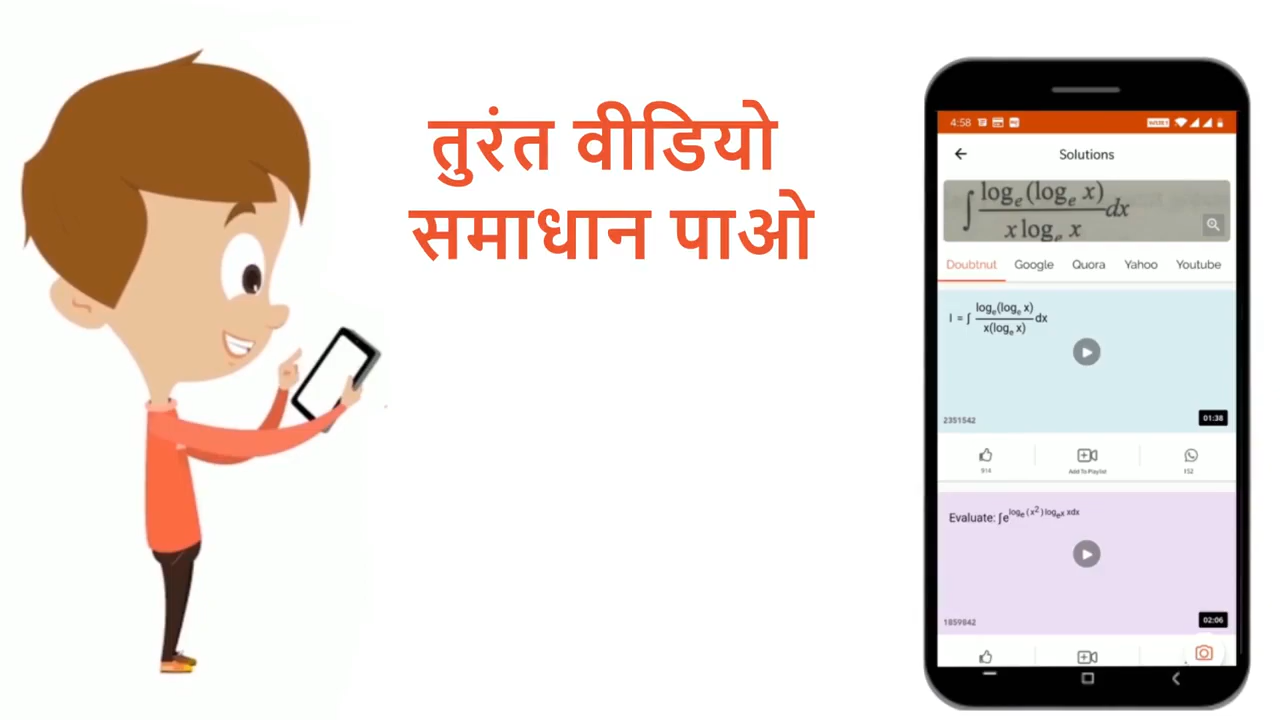 तुरंत वीडियो
समाधान पाओ
4:58
Solutions
∫ logₑ(logₑ x) / x logₑ x dx
Doubtnut Google Quora Yahoo Youtube
I = ∫ logₑ(logₑ x) / x(logₑ x) dx
2351542
01:38
914
Add To Playlist
152
Evaluate: ∫e^logₑ(x²) logₑx xdx
1859842
02:06